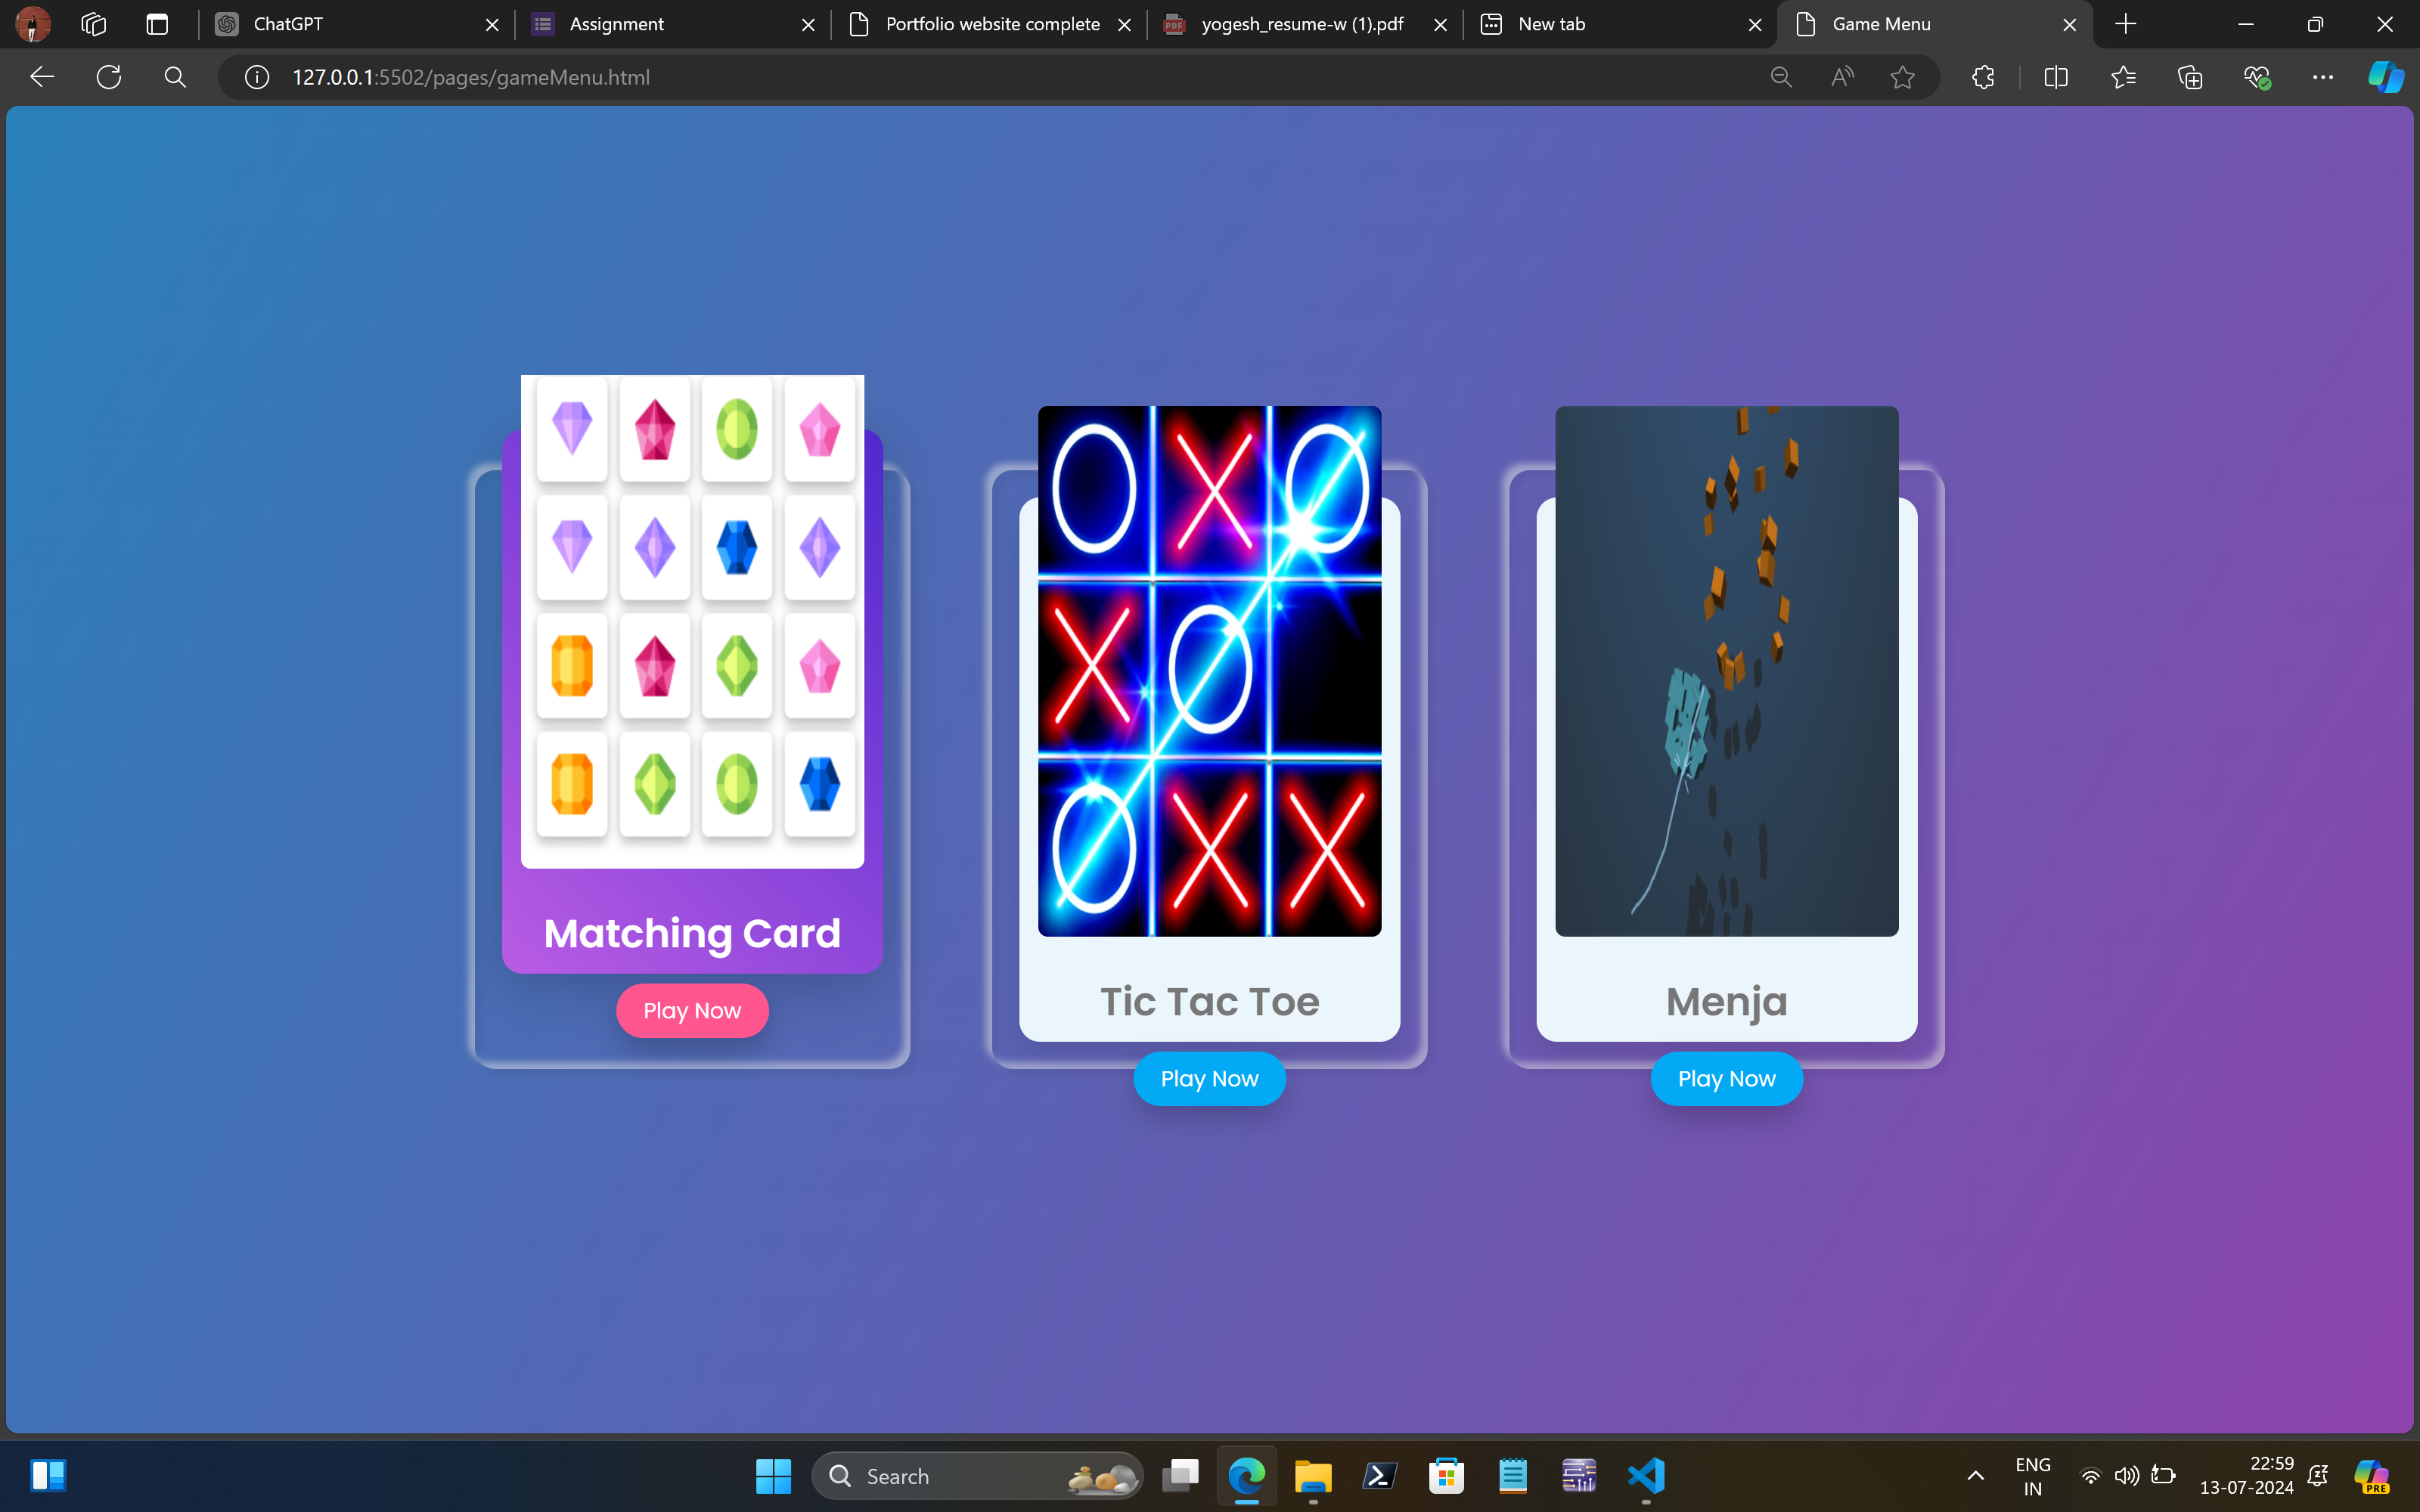 ChatGPT
Assignment
Portfolio website complete
PDF
yogesh_resume-w (1).pdf
New tab
Game Menu
127.0.0.1:5502/pages/gameMenu.html
Matching Card
Play Now
Tic Tac Toe
Play Now
Menja
Play Now
Search
ENG
IN
22:59
13-07-2024
PRE